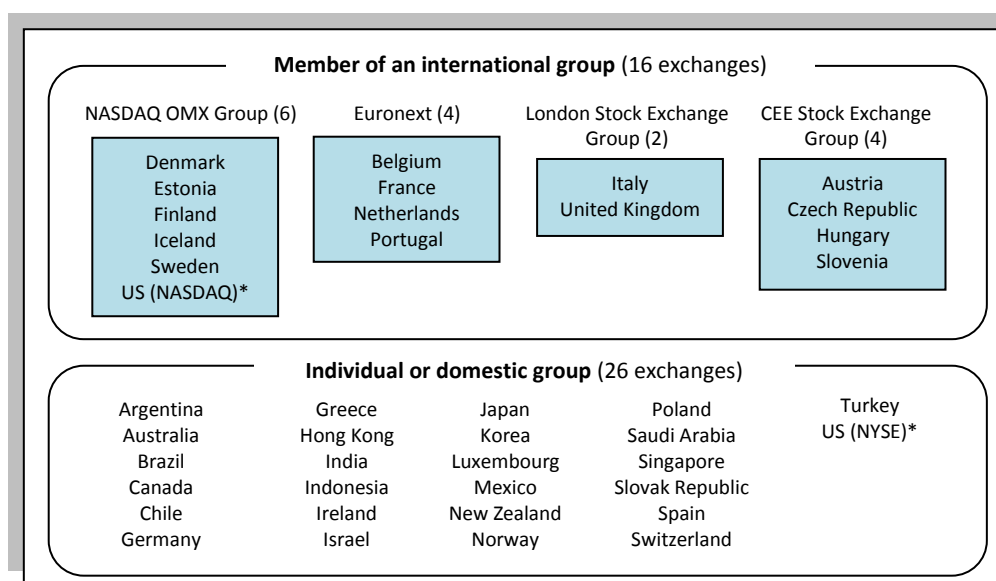 Member of an international group (16 exchanges)
NASDAQ OMX Group (6)
Denmark
Estonia
Finland
Iceland
Sweden
US (NASDAQ)*
Euronext (4)
Belgium
France
Netherlands
Portugal
London Stock Exchange
Group (2)
Italy
United Kingdom
CEE Stock Exchange
Group (4)
Austria
Czech Republic
Hungary
Slovenia
Individual or domestic group (26 exchanges)
Argentina
Australia
Brazil
Canada
Chile
Germany
Greece
Hong Kong
India
Indonesia
Ireland
Israel
Japan
Korea
Luxembourg
Mexico
New Zealand
Norway
Poland
Saudi Arabia
Singapore
Slovak Republic
Spain
Switzerland
Turkey
US (NYSE)*